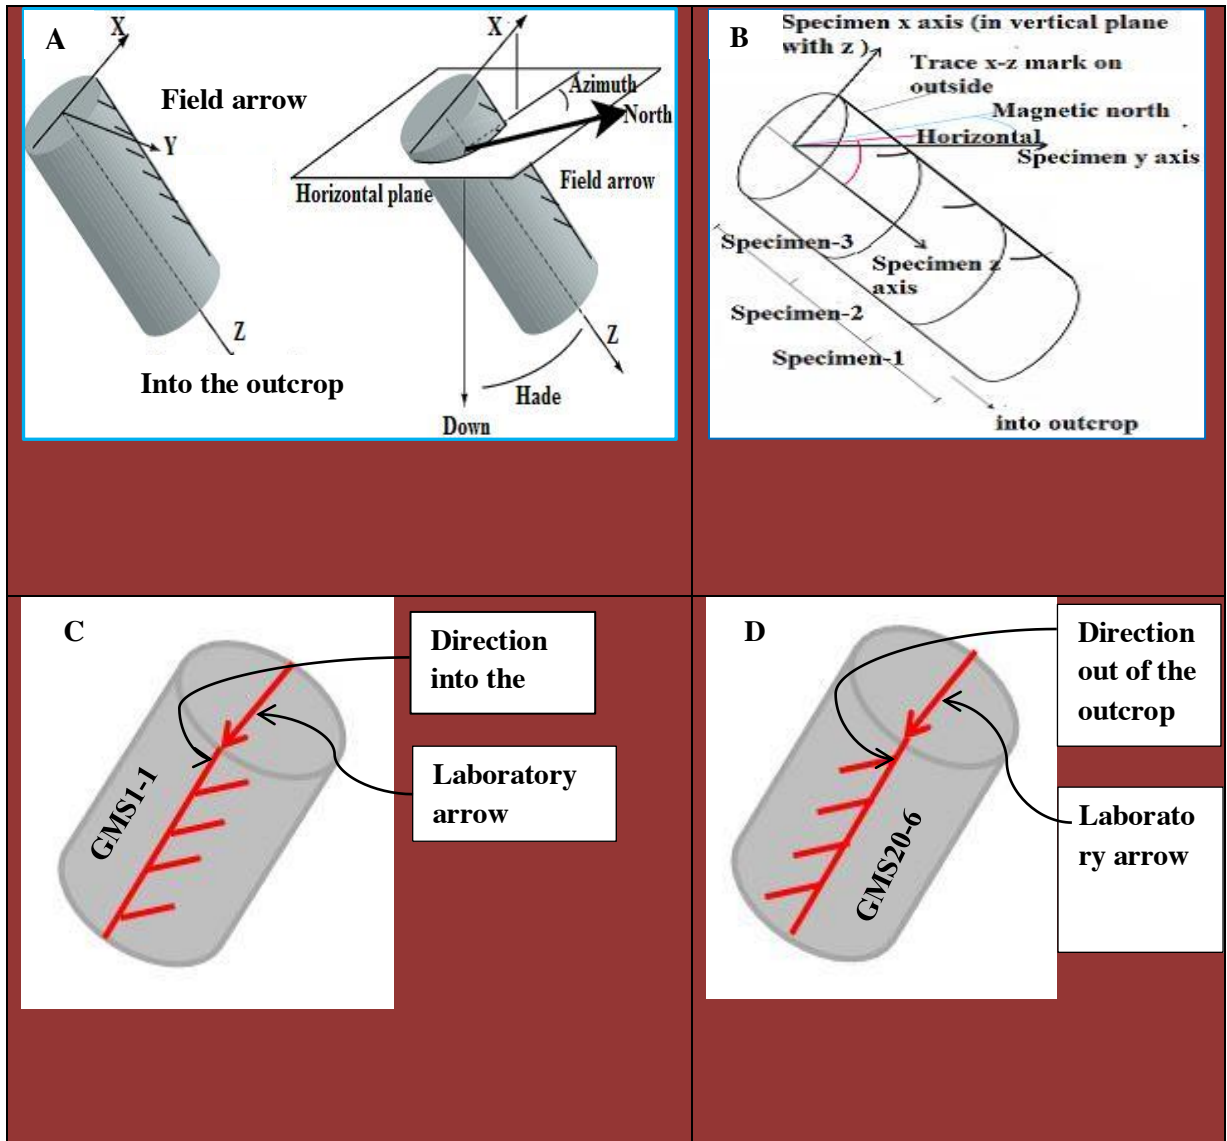 A
X
Field arrow
Y
Z
Into the outcrop
X
Azimuth
North
Horizontal plane
Field arrow
Z
Hade
Down
B
Specimen x axis (in vertical plane
with z )
Trace x-z mark on
outside
Magnetic north
Horizontal
Specimen y axis
Specimen-3
Specimen z
axis
Specimen-2
Specimen-1
into outcrop
C
Direction
into the
GMS1-1
Laboratory
arrow
D
Direction
out of the
outcrop
GMS20-6
Laborato
ry arrow